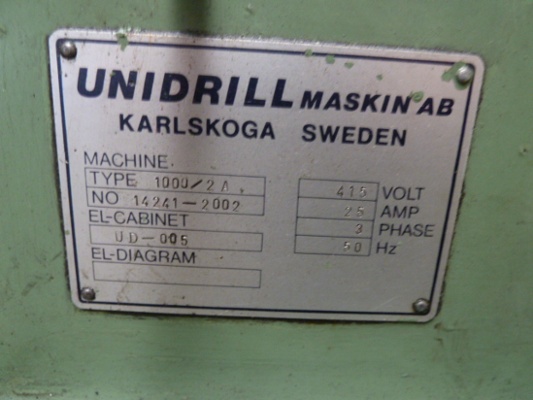 UNIDRILL MASKIN AB
KARLSKOGA SWEDEN
MACHINE.
TYPE 1000/2A. 415 VOLT
NO 14241-2002 25 AMP
EL-CABINET 3 PHASE
UD-005 50 Hz
EL-DIAGRAM